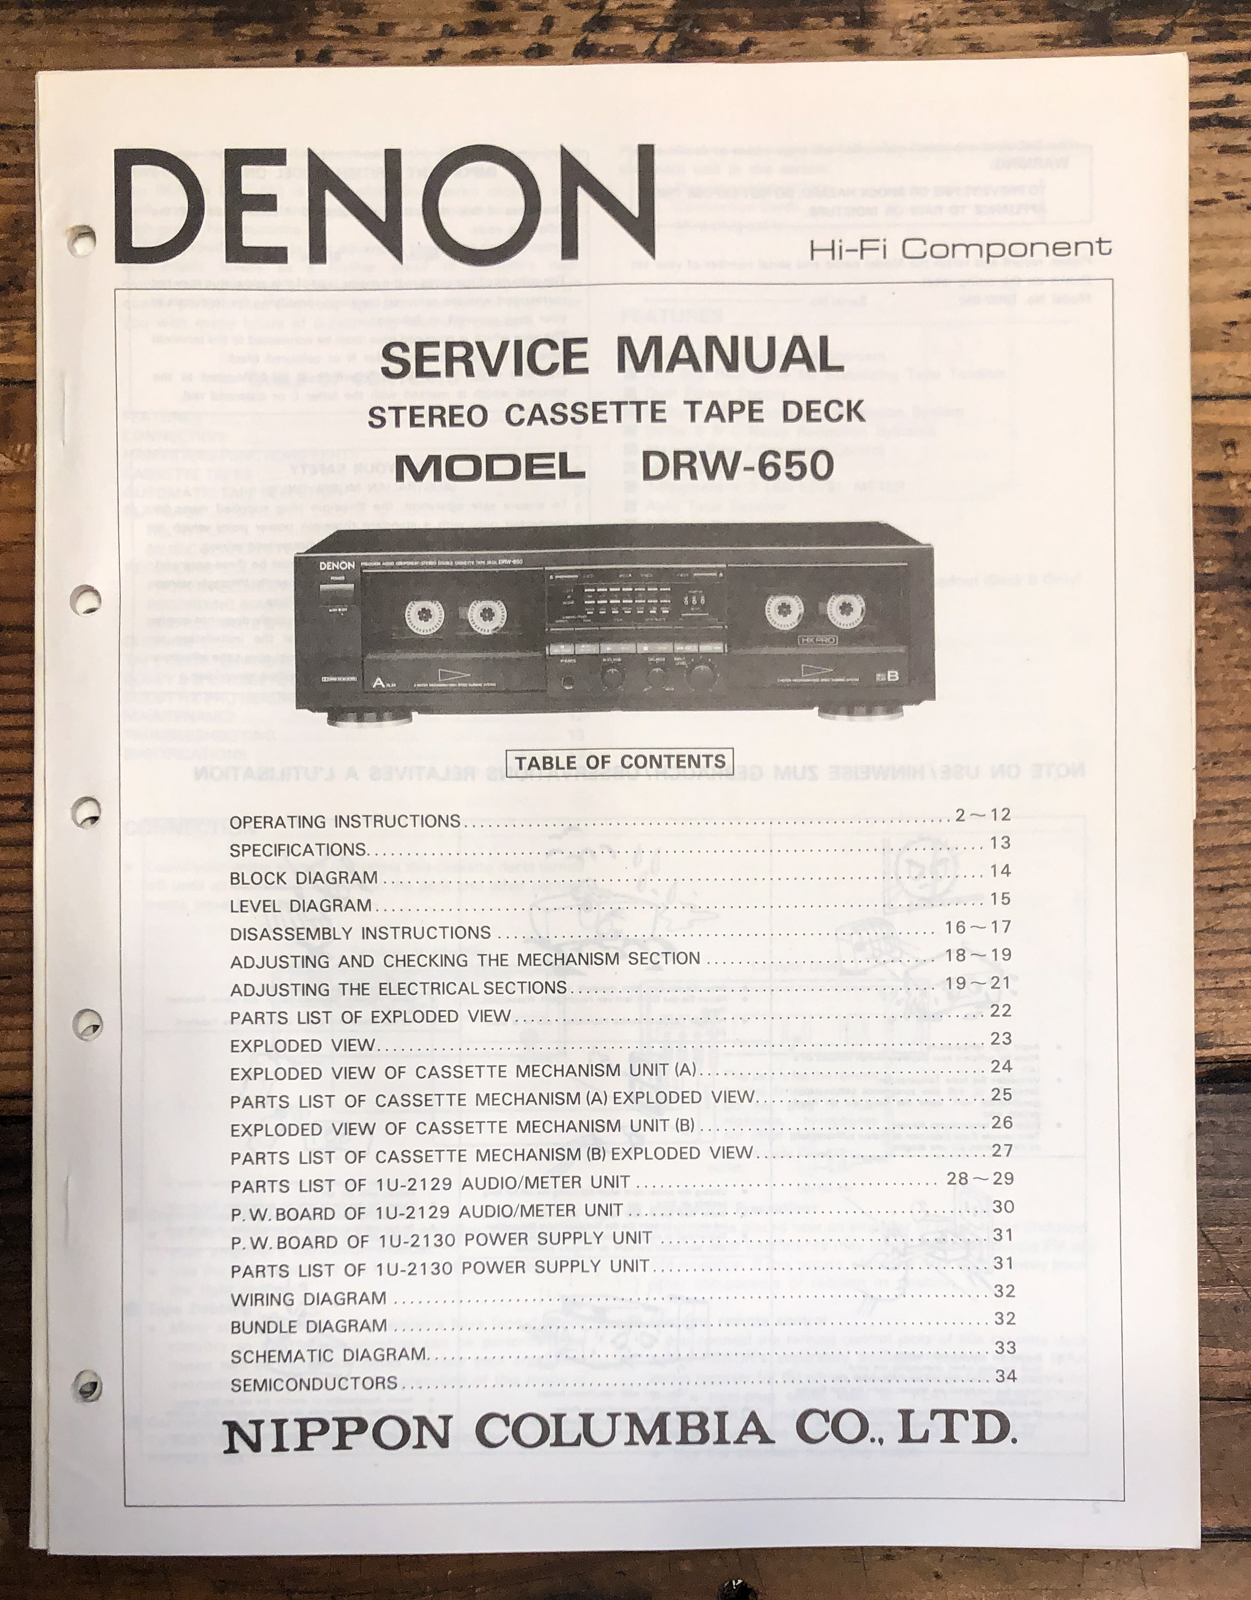 DENON
Hi-Fi Component
SERVICE MANUAL
STEREO CASSETTE TAPE DECK
MODEL DRW-650
DENON
DRW-650
POWER
HX PRO
A
B
TABLE OF CONTENTS
OPERATING INSTRUCTIONS 2~12
SPECIFICATIONS 13
BLOCK DIAGRAM 14
LEVEL DIAGRAM 15
DISASSEMBLY INSTRUCTIONS 16~17
ADJUSTING AND CHECKING THE MECHANISM SECTION 18~19
ADJUSTING THE ELECTRICAL SECTIONS 19~21
PARTS LIST OF EXPLODED VIEW 22
EXPLODED VIEW 23
EXPLODED VIEW OF CASSETTE MECHANISM UNIT (A) 24
PARTS LIST OF CASSETTE MECHANISM (A) EXPLODED VIEW 25
EXPLODED VIEW OF CASSETTE MECHANISM UNIT (B) 26
PARTS LIST OF CASSETTE MECHANISM (B) EXPLODED VIEW 27
PARTS LIST OF 1U-2129 AUDIO/METER UNIT 28~29
P.W.BOARD OF 1U-2129 AUDIO/METER UNIT 30
P.W.BOARD OF 1U-2130 POWER SUPPLY UNIT 31
PARTS LIST OF 1U-2130 POWER SUPPLY UNIT 31
WIRING DIAGRAM 32
BUNDLE DIAGRAM 32
SCHEMATIC DIAGRAM 33
SEMICONDUCTORS 34
NIPPON COLUMBIA CO., LTD.